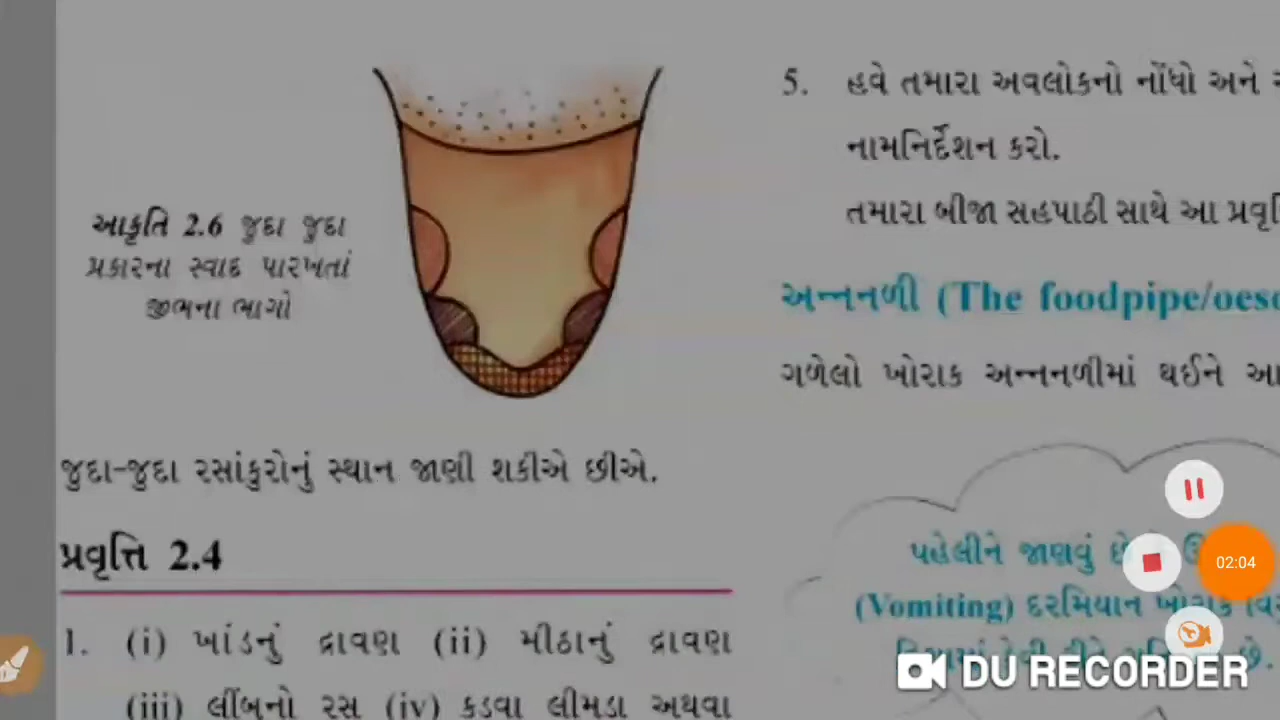 આકૃતિ 2.6 જુદા જુદા
પ્રકારના સ્વાદ પારખતાં
જીભના ભાગો
જુદા-જુદા રસાંકુરોનું સ્થાન જાણી શકીએ છીએ.
પ્રવૃત્તિ 2.4
1. (i) ખાંડનું દ્રાવણ (ii) મીઠાનું દ્રાવણ
(iii) લીંબનો રસ (iv) કડવા લીમડા અથવા
5. હવે તમારા અવલોકનો નોંધો અને
નામનિર્દેશન કરો.
તમારા બીજા સહપાઠી સાથે આ
અન્નનળી (The foodpipe/
ગળેલો ખોરાક અન્નનળીમાં થઈને
પહેલીને જાણવું
(Vomiting) દરમિયાન
છે.
02:04
DU RECORDER